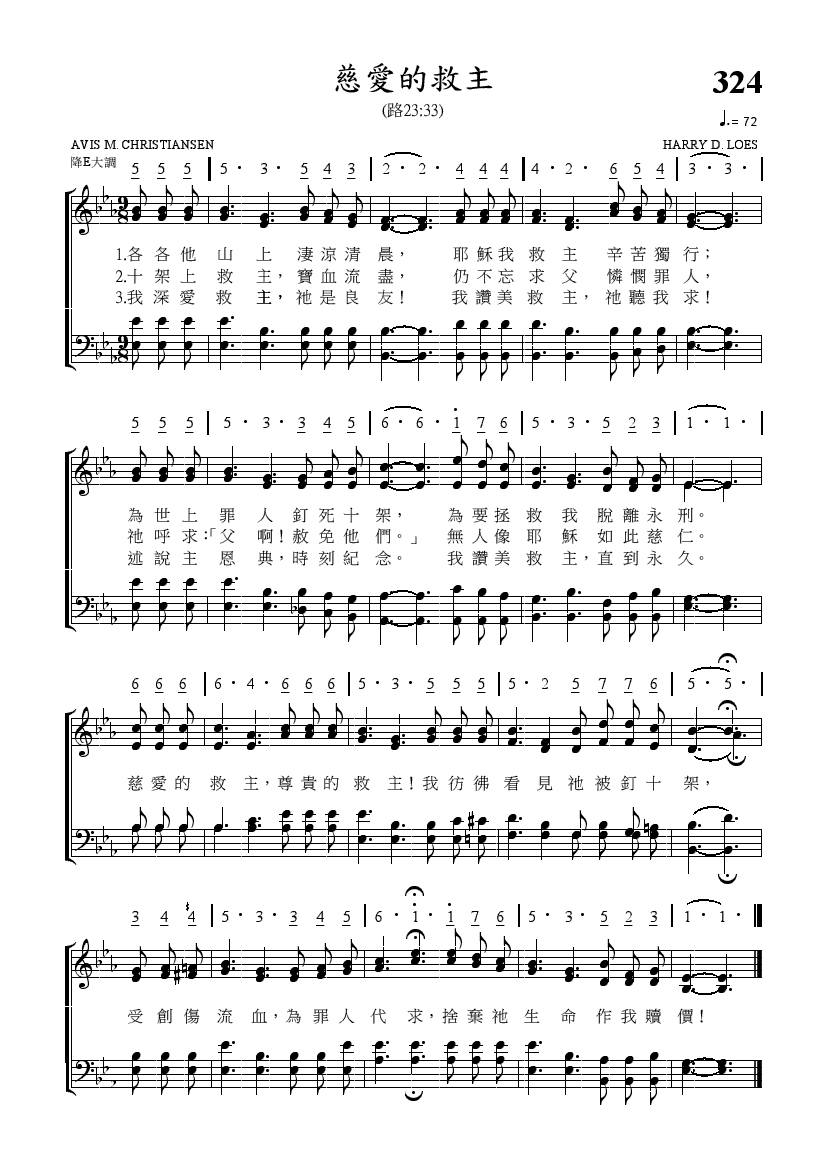 慈愛的救主
324
(路23:33)
♩. = 72
AVIS M. CHRISTIANSEN
HARRY D. LOES
降E大調
5 5 5 | 5 · 3 · 5 4 3 | 2 · 2 · 4 4 4 | 4 · 2 · 6 5 4 | 3 · 3 · |
9/8
1.各各他山上淒涼清晨，耶穌我救主辛苦獨行；
2.十架上救主，寶血流盡，仍不忘求父憐憫罪人，
3.我深愛救主，祂是良友！我讚美救主，祂聽我求！
9/8
5 5 5 | 5 · 3 · 3 4 5 | 6 · 6 · 1 7 6 | 5 · 3 · 5 2 3 | 1 · 1 · |
為世上罪人釘死十架，為要拯救我脫離永刑。
祂呼求：「父啊！赦免他們。」無人像耶穌如此慈仁。
述說主恩典，時刻紀念。我讚美救主，直到永久。
6 6 6 | 6 · 4 · 6 6 6 | 5 · 3 · 5 5 5 | 5 · 2 5 7 7 6 | 5 · 5 · |
慈愛的救主，尊貴的救主！我彷彿看見祂被釘十架，
3 4 4 | 5 · 3 · 3 4 5 | 6 · 1 · 1 7 6 | 5 · 3 · 5 2 3 | 1 · 1 · |
受創傷流血，為罪人代求，捨棄祂生命作我贖價！